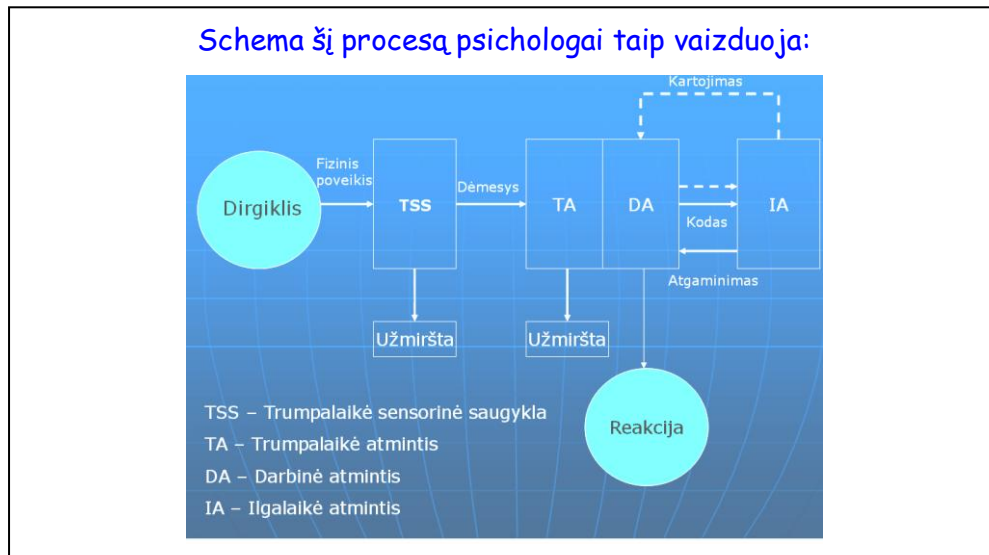 Schema šį procesą psichologai taip vaizduoja:
Kartojimas
Fizinis
poveikis
Dirgiklis
TSS
Dėmesys
TA
DA
Kodas
IA
Atgaminimas
Užmiršta
Užmiršta
Reakcija
TSS – Trumpalaikė sensorinė saugykla
TA – Trumpalaikė atmintis
DA – Darbinė atmintis
IA – Ilgalaikė atmintis